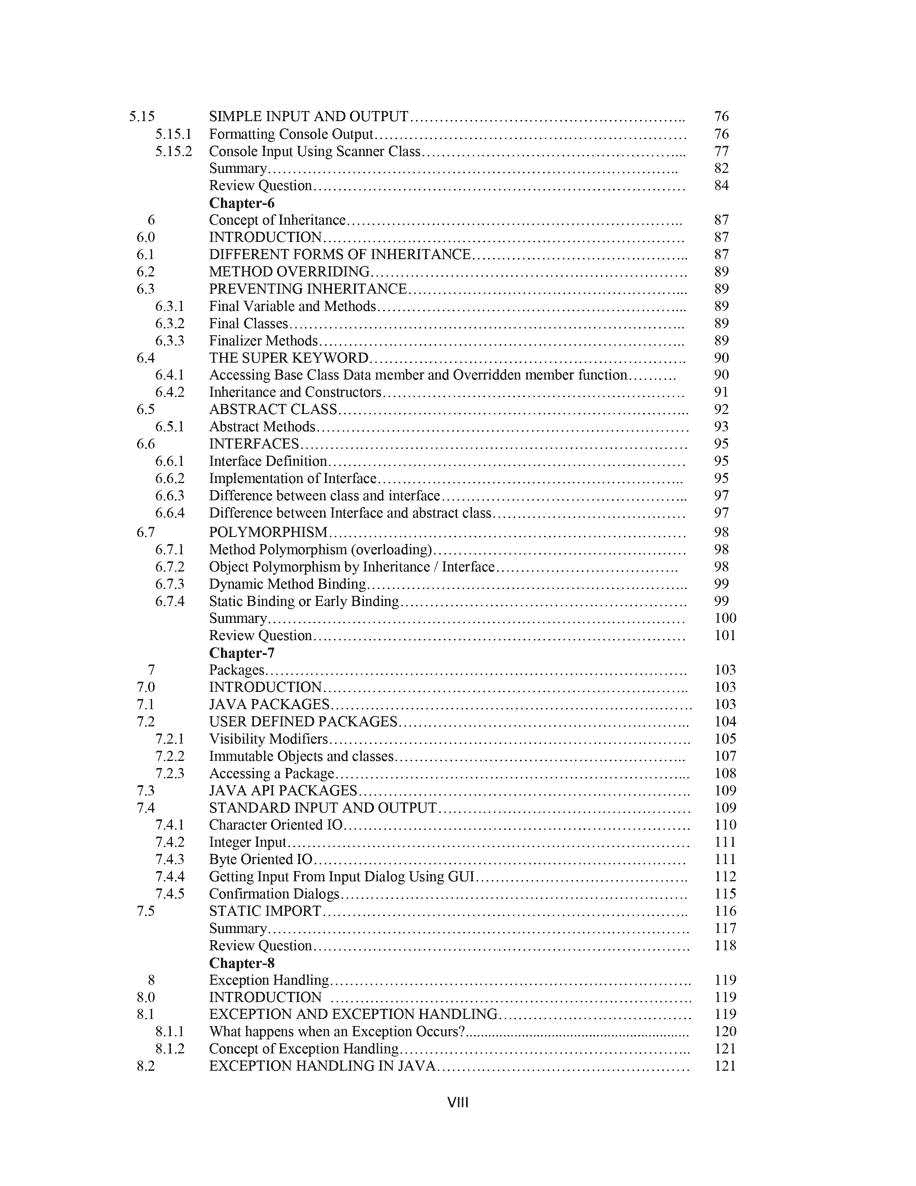 5.15 SIMPLE INPUT AND OUTPUT……………………………………………….. 76
5.15.1 Formatting Console Output……………………………………………………… 76
5.15.2 Console Input Using Scanner Class……………………………………………... 77
Summary……………………………………………………………………….. 82
Review Question………………………………………………………………… 84
Chapter-6
6 Concept of Inheritance………………………………………………………….. 87
6.0 INTRODUCTION………………………………………………………………. 87
6.1 DIFFERENT FORMS OF INHERITANCE…………………………………….. 87
6.2 METHOD OVERRIDING………………………………………………………. 89
6.3 PREVENTING INHERITANCE………………………………………………... 89
6.3.1 Final Variable and Methods……………………………………………………... 89
6.3.2 Final Classes…………………………………………………………………….. 89
6.3.3 Finalizer Methods……………………………………………………………….. 89
6.4 THE SUPER KEYWORD………………………………………………………. 90
6.4.1 Accessing Base Class Data member and Overridden member function………. 90
6.4.2 Inheritance and Constructors……………………………………………………. 91
6.5 ABSTRACT CLASS…………………………………………………………….. 92
6.5.1 Abstract Methods………………………………………………………………… 93
6.6 INTERFACES…………………………………………………………………… 95
6.6.1 Interface Definition……………………………………………………………… 95
6.6.2 Implementation of Interface…………………………………………………….. 95
6.6.3 Difference between class and interface………………………………………….. 97
6.6.4 Difference between Interface and abstract class………………………………… 97
6.7 POLYMORPHISM……………………………………………………………… 98
6.7.1 Method Polymorphism (overloading)…………………………………………… 98
6.7.2 Object Polymorphism by Inheritance / Interface………………………………. 98
6.7.3 Dynamic Method Binding……………………………………………………….. 99
6.7.4 Static Binding or Early Binding…………………………………………………. 99
Summary………………………………………………………………………… 100
Review Question………………………………………………………………… 101
Chapter-7
7 Packages…………………………………………………………………………. 103
7.0 INTRODUCTION……………………………………………………………….. 103
7.1 JAVA PACKAGES………………………………………………………………. 103
7.2 USER DEFINED PACKAGES………………………………………………….. 104
7.2.1 Visibility Modifiers………………………………………………………………. 105
7.2.2 Immutable Objects and classes………………………………………………….. 107
7.2.3 Accessing a Package……………………………………………………………... 108
7.3 JAVA API PACKAGES…………………………………………………………. 109
7.4 STANDARD INPUT AND OUTPUT…………………………………………… 109
7.4.1 Character Oriented IO……………………………………………………………. 110
7.4.2 Integer Input……………………………………………………………………… 111
7.4.3 Byte Oriented IO………………………………………………………………… 111
7.4.4 Getting Input From Input Dialog Using GUI……………………………………. 112
7.4.5 Confirmation Dialogs……………………………………………………………. 115
7.5 STATIC IMPORT……………………………………………………………….. 116
Summary…………………………………………………………………………. 117
Review Question…………………………………………………………………. 118
Chapter-8
8 Exception Handling………………………………………………………………. 119
8.0 INTRODUCTION ………………………………………………………………. 119
8.1 EXCEPTION AND EXCEPTION HANDLING………………………………… 119
8.1.1 What happens when an Exception Occurs?............................................................ 120
8.1.2 Concept of Exception Handling………………………………………………….. 121
8.2 EXCEPTION HANDLING IN JAVA…………………………………………… 121
VIII